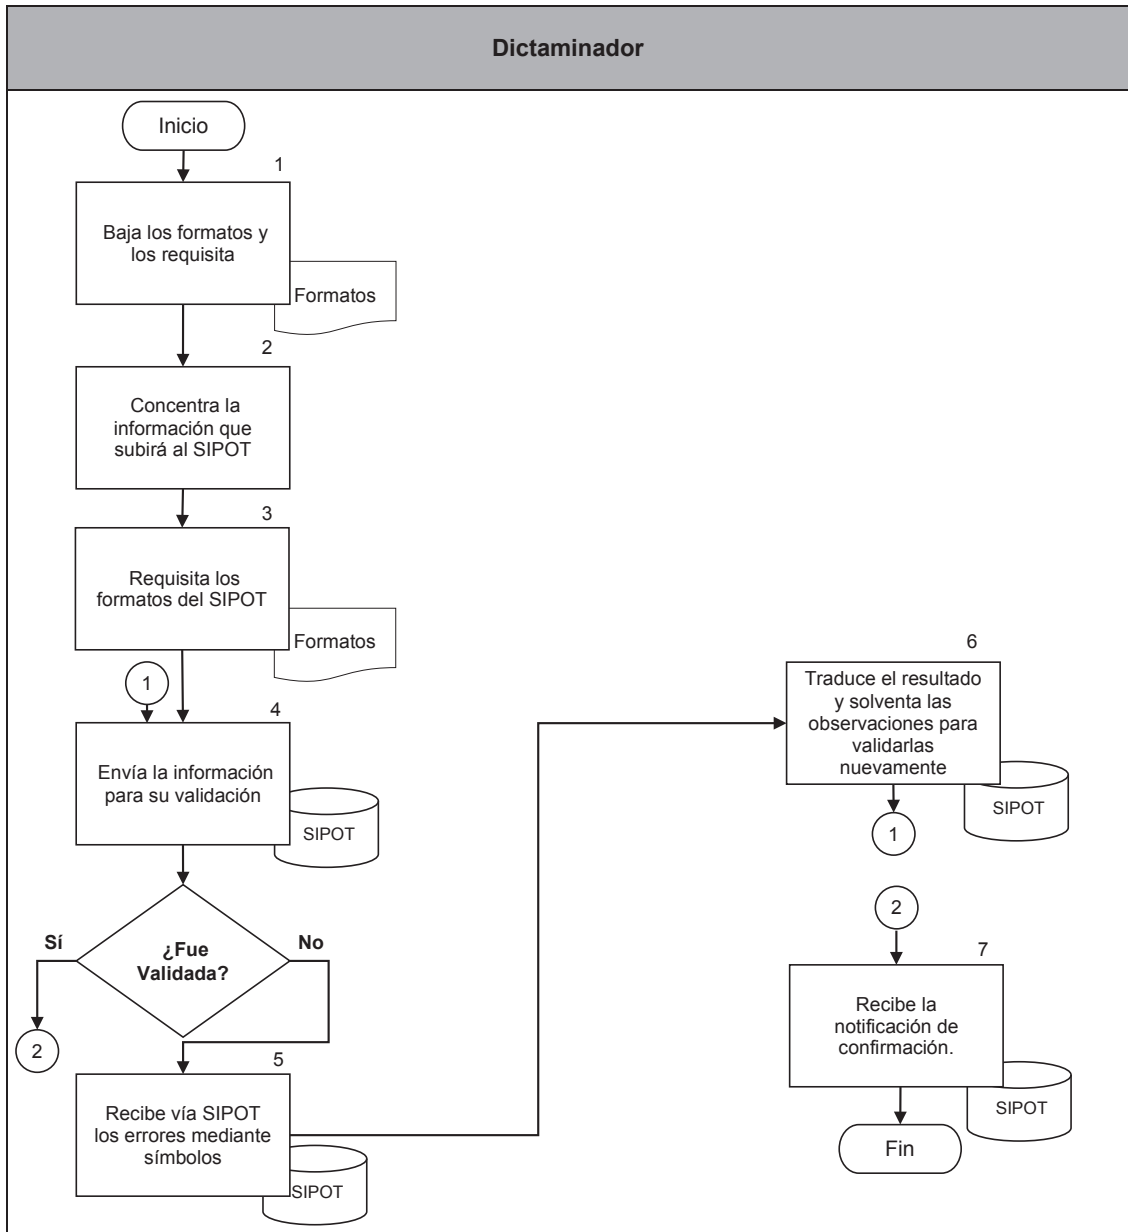 Dictaminador
Inicio
1
Baja los formatos y
los requisita
Formatos
2
Concentra la
información que
subirá al SIPOT
3
Requisita los
formatos del SIPOT
Formatos
1
4
Envía la información
para su validación
SIPOT
Sí
¿Fue
Validada?
No
2
5
Recibe vía SIPOT
los errores mediante
símbolos
SIPOT
6
Traduce el resultado
y solventa las
observaciones para
validarlas
nuevamente
SIPOT
1
2
7
Recibe la
notificación de
confirmación.
SIPOT
Fin